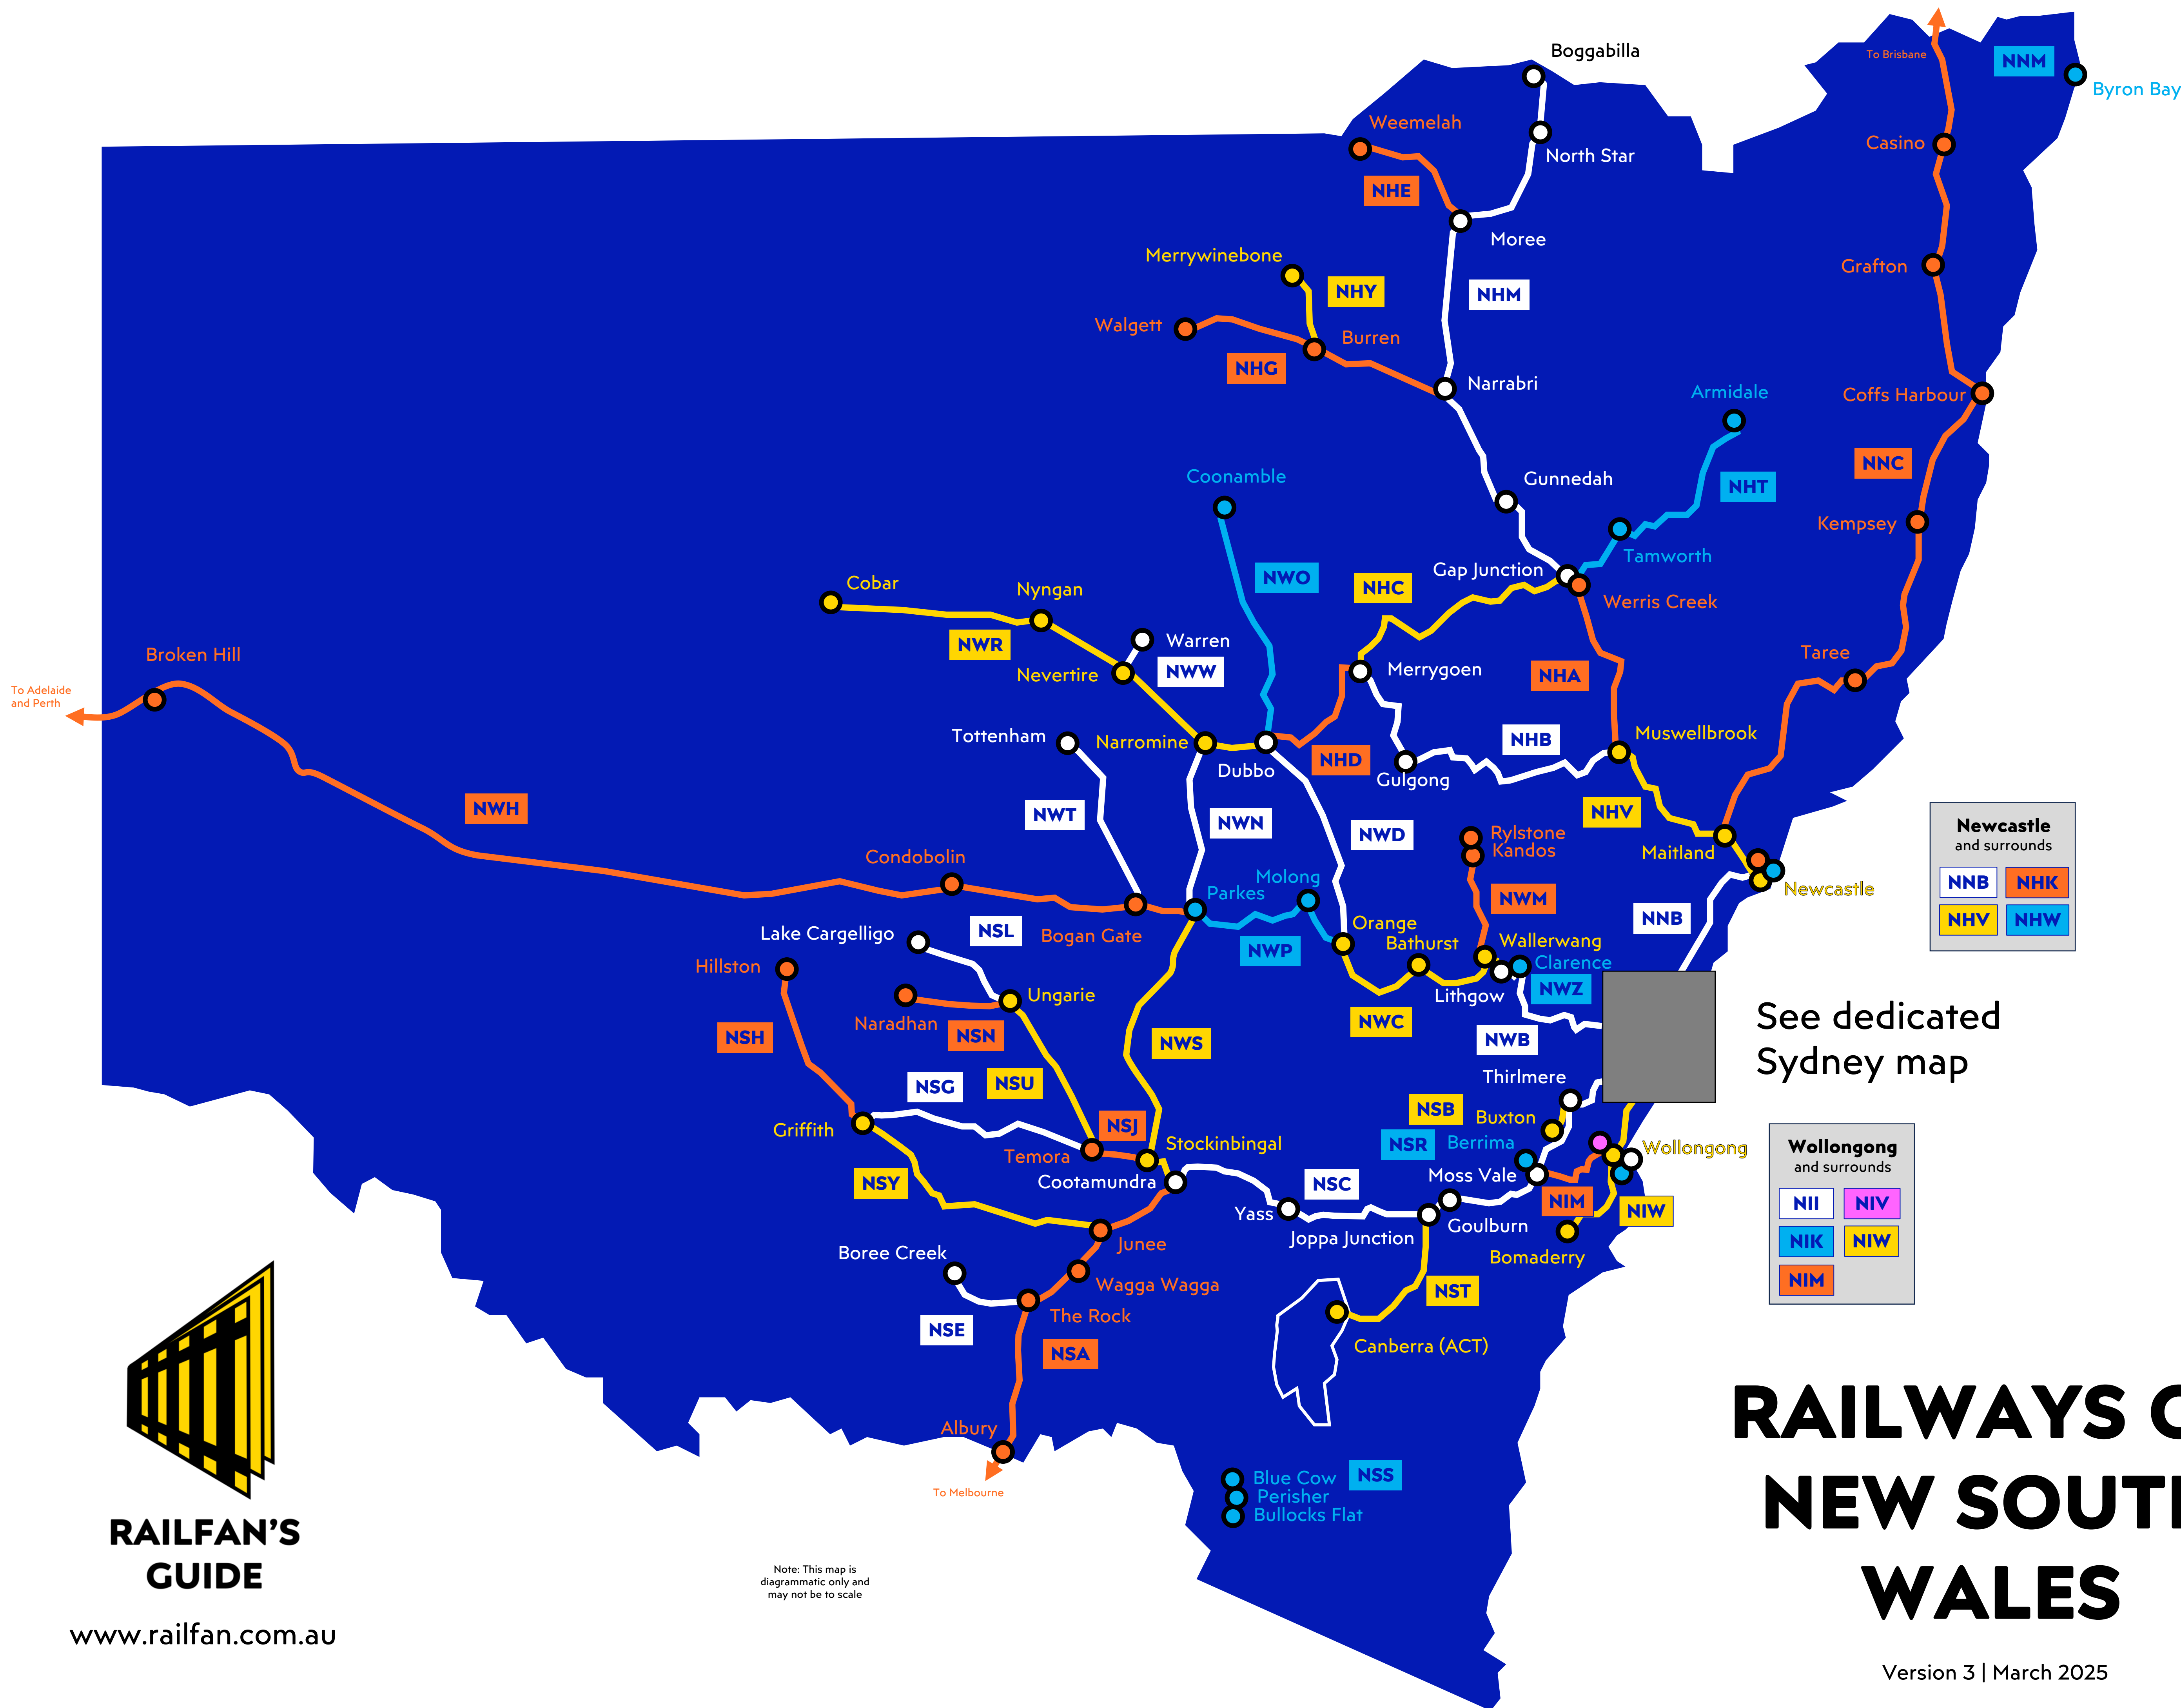 Boggabilla
To Brisbane
NNM
Byron Bay
Weemelah
Casino
North Star
NHE
Moree
Merrywinebone
Grafton
NHY
NHM
Walgett
Burren
NHG
Narrabri
Armidale
Coffs Harbour
NNC
Coonamble
Gunnedah
NHT
Kempsey
Tamworth
Gap Junction
NWO
NHC
Cobar
Nyngan
Werris Creek
NWR
Warren
Broken Hill
Taree
NWW
Merrygoen
Nevertire
NHA
To Adelaide
and Perth
Tottenham
Narromine
Muswellbrook
NHB
NHD
Dubbo
Gulgong
NWH
NWT
NWN
NWD
NHV
Rylstone
Kandos
Maitland
Newcastle
and surrounds
NNB
NHK
NHV
NHW
Condobolin
Molong
Newcastle
Parkes
NWM
NNB
NSL
Lake Cargelligo
Bogan Gate
Orange
Bathurst
Wallerwang
NWP
Clarence
Hillston
Lithgow
NWZ
Ungarie
Naradhan
NWC
See dedicated
Sydney map
NSH
NSN
NWS
NWB
NSG
NSU
Thirlmere
NSB
Buxton
Griffith
NSJ
NSR
Berrima
Stockinbingal
Wollongong
Wollongong
and surrounds
NII
NIV
NIK
NIW
NIM
Temora
Cootamundra
Moss Vale
NSY
NSC
NIM
NIW
Yass
Goulburn
Joppa Junction
Junee
Boree Creek
Bomaderry
Wagga Wagga
NST
The Rock
NSE
NSA
Canberra (ACT)
Albury
To Melbourne
Blue Cow
NSS
Perisher
Bullocks Flat
RAILFAN'S
GUIDE
www.railfan.com.au
Note: This map is
diagrammatic only and
may not be to scale
RAILWAYS
NEW SOUT
WALES
Version 3 | March 2025